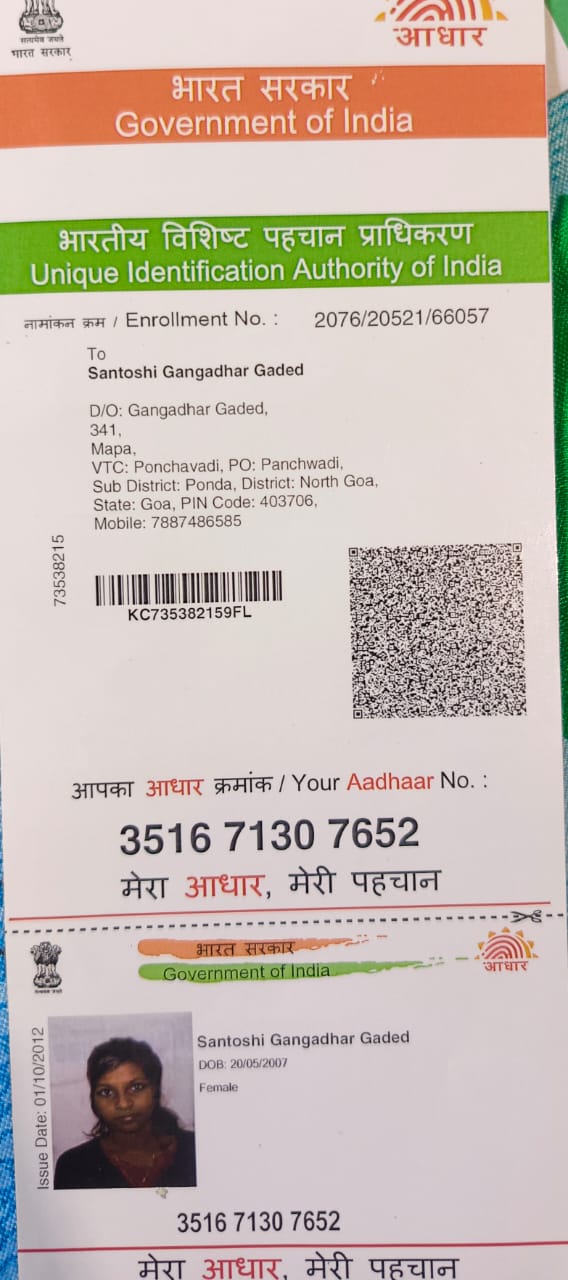 सत्यमेव जयते
भारत सरकार
आधार
भारत सरकार
Government of India
भारतीय विशिष्ट पहचान प्राधिकरण
Unique Identification Authority of India
नामांकन क्रम / Enrollment No. : 2076/20521/66057
To
Santoshi Gangadhar Gaded
D/O: Gangadhar Gaded,
341,
Mapa,
VTC: Ponchavadi, PO: Panchwadi,
Sub District: Ponda, District: North Goa,
State: Goa, PIN Code: 403706,
Mobile: 7887486585
73538215
KC735382159FL
आपका आधार क्रमांक / Your Aadhaar No. :
3516 7130 7652
मेरा आधार, मेरी पहचान
भारत सरकार
Government of India
आधार
Issue Date: 01/10/2012
Santoshi Gangadhar Gaded
DOB: 20/05/2007
Female
3516 7130 7652
मेरा आधार, मेरी पहचान